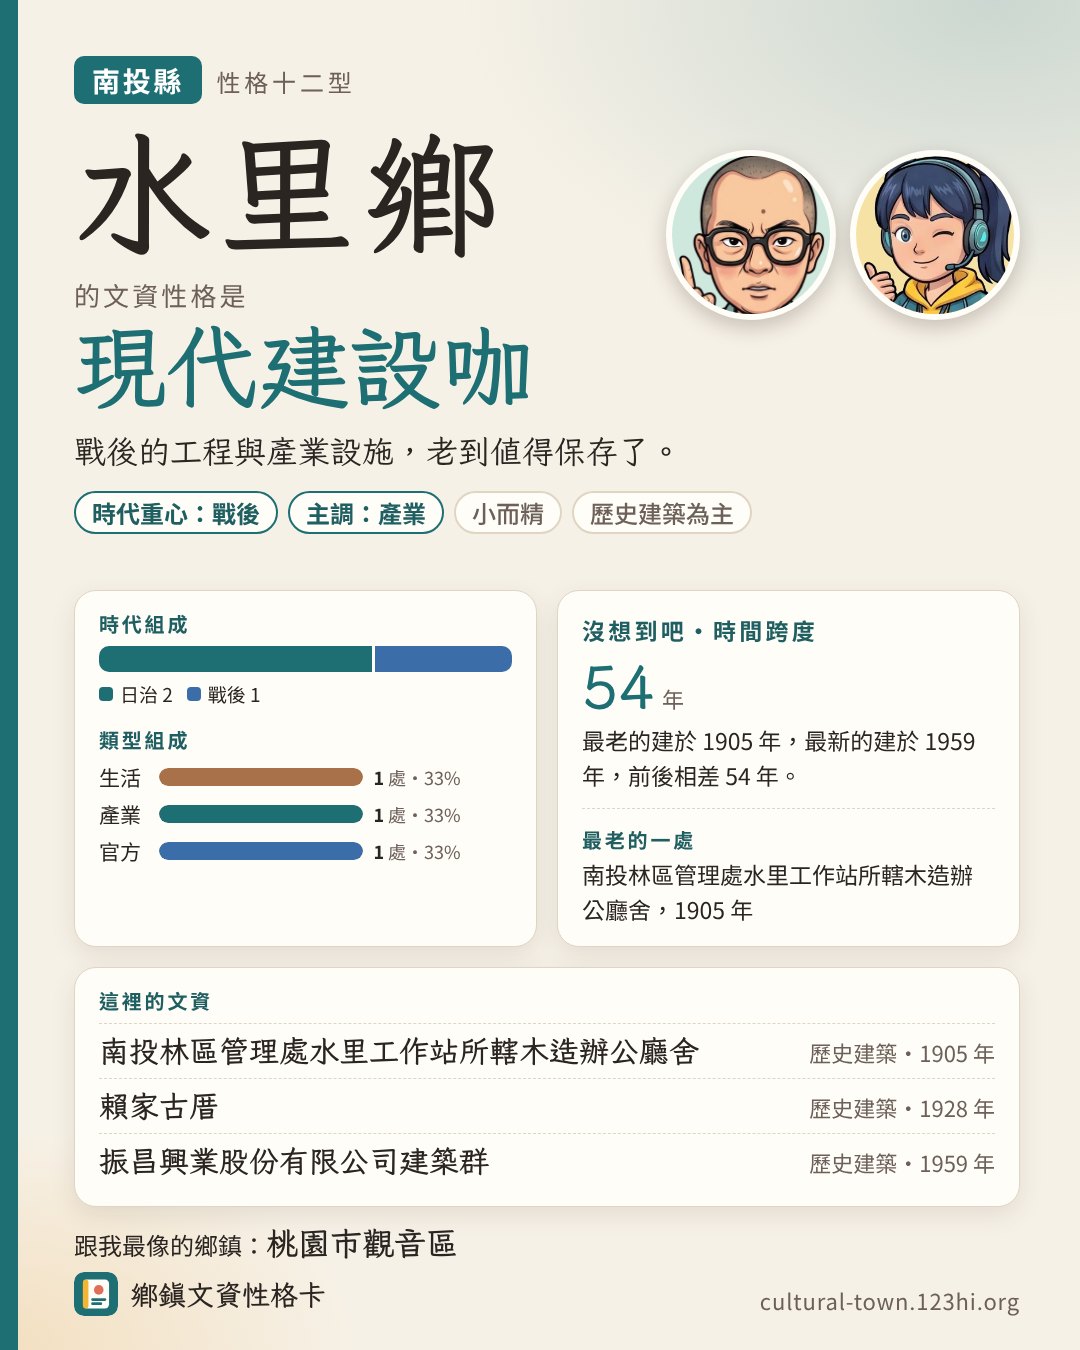 南投縣 性格十二型
水里鄉
的文資性格是
現代建設咖
戰後的工程與產業設施，老到值得保存了。
時代重心：戰後 主調：產業 小而精 歷史建築為主
時代組成
日治 2 戰後 1
類型組成
生活 1 處・33%
產業 1 處・33%
官方 1 處・33%
沒想到吧・時間跨度
54 年
最老的建於 1905 年，最新的建於 1959
年，前後相差 54 年。
最老的一處
南投林區管理處水里工作站所轄木造辦
公廳舍，1905 年
這裡的文資
南投林區管理處水里工作站所轄木造辦公廳舍 歷史建築・1905 年
賴家古厝 歷史建築・1928 年
振昌興業股份有限公司建築群 歷史建築・1959 年
跟我最像的鄉鎮：桃園市觀音區
鄉鎮文資性格卡
cultural-town.123hi.org